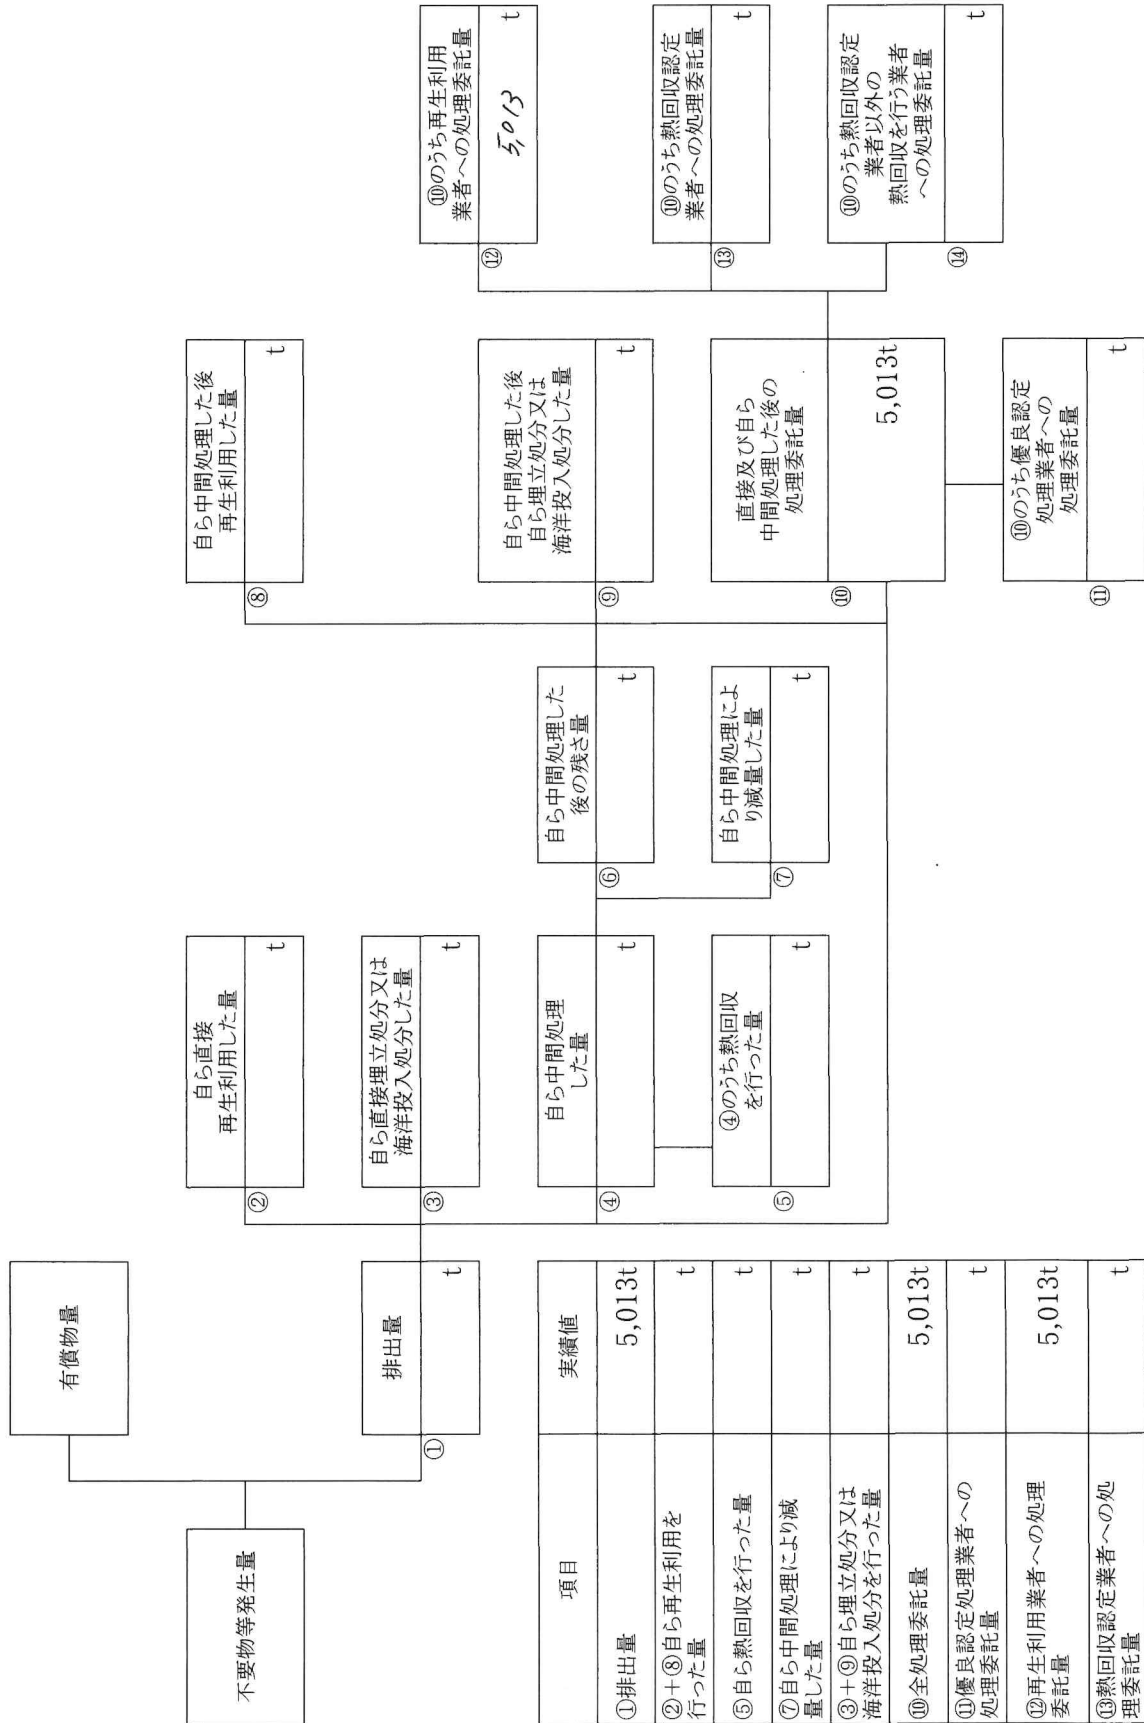 有償物量
不要物等発生量
排出量
①
t
自ら直接
再生利用した量
②
t
自ら直接埋立処分又は
海洋投入処分した量
③
t
自ら中間処理
した量
④
t
④のうち熱回収
を行った量
⑤
t
自ら中間処理した
後の残さ量
⑥
t
自ら中間処理によ
り減量した量
⑦
t
自ら中間処理した後
再生利用した量
⑧
t
自ら中間処理した後
自ら埋立処分又は
海洋投入処分した量
⑨
t
直接及び自ら
中間処理した後の
処理委託量
⑩
5,013t
⑩のうち優良認定
処理業者への
処理委託量
⑪
t
⑩のうち再生利用
業者への処理委託量
⑫
5,013
t
⑩のうち熱回収認定
業者への処理委託量
⑬
t
⑩のうち熱回収認定
業者以外の
熱回収を行う業者
への処理委託量
⑭
t
項目
実績値
①排出量
5,013t
②+⑧自ら再生利用を
行った量
t
⑤自ら熱回収を行った量
t
⑦自ら中間処理により減
量した量
t
③+⑨自ら埋立処分又は
海洋投入処分を行った量
t
⑩全処理委託量
5,013t
⑪優良認定処理業者への
処理委託量
t
⑫再生利用業者への処理
委託量
5,013t
⑬熱回収認定業者への処
理委託量
t